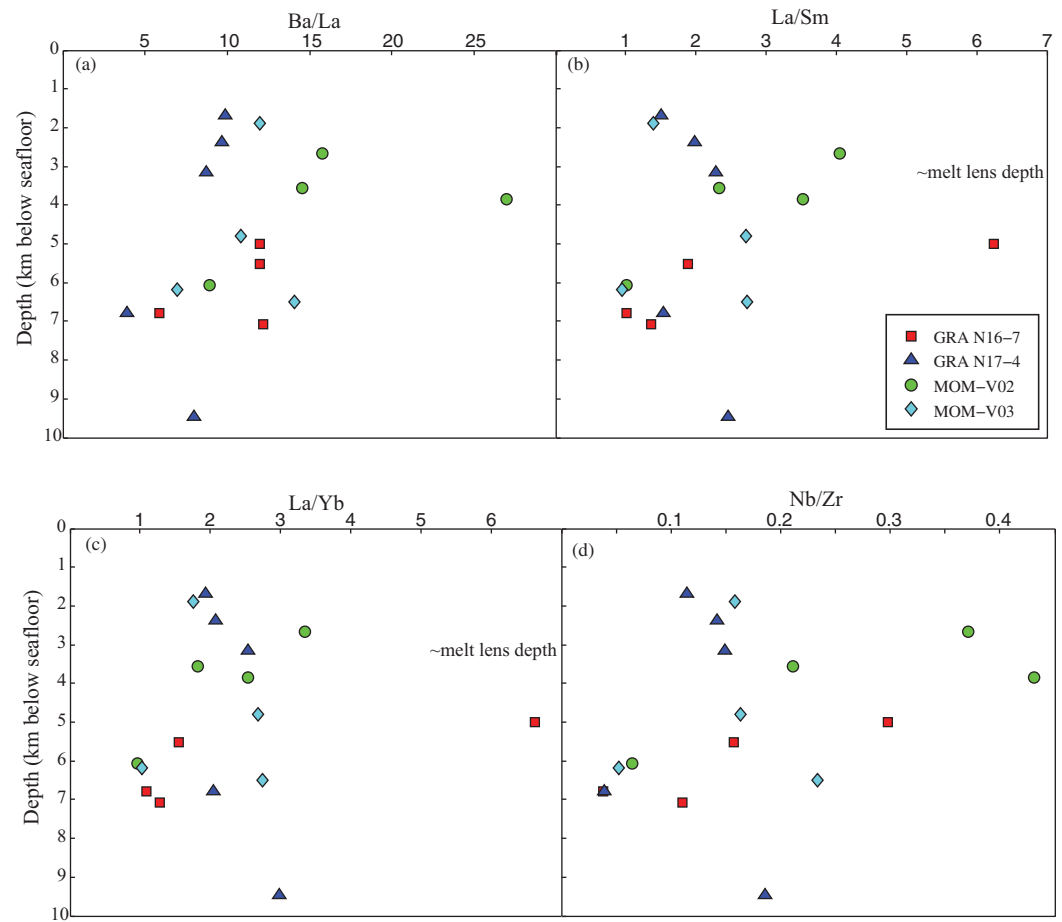 Ba/La
La/Sm
5 10 15 20 25
1 2 3 4 5 6 7
(a)
(b)
0
1
2
3
4
5
6
7
8
9
10
Depth (km below seafloor)
~melt lens depth
GRA N16−7
GRA N17−4
MOM−V02
MOM−V03
La/Yb
Nb/Zr
1 2 3 4 5 6
0.1 0.2 0.3 0.4
(c)
(d)
0
1
2
3
4
5
6
7
8
9
10
Depth (km below seafloor)
~melt lens depth